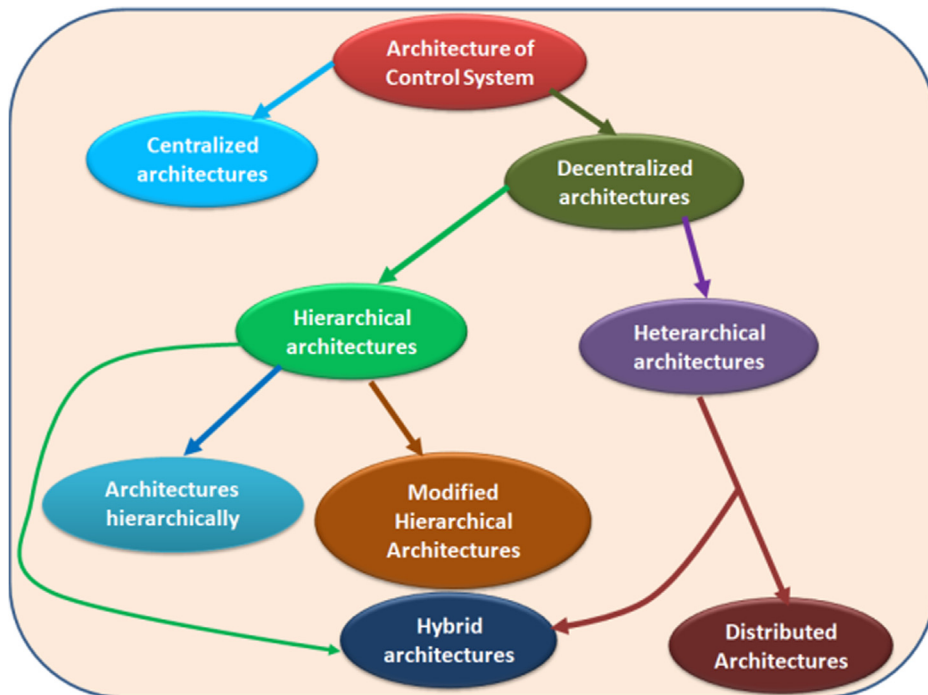 Architecture of
Control System
Centralized
architectures
Decentralized
architectures
Hierarchical
architectures
Heterarchical
architectures
Architectures
hierarchically
Modified
Hierarchical
Architectures
Hybrid
architectures
Distributed
Architectures